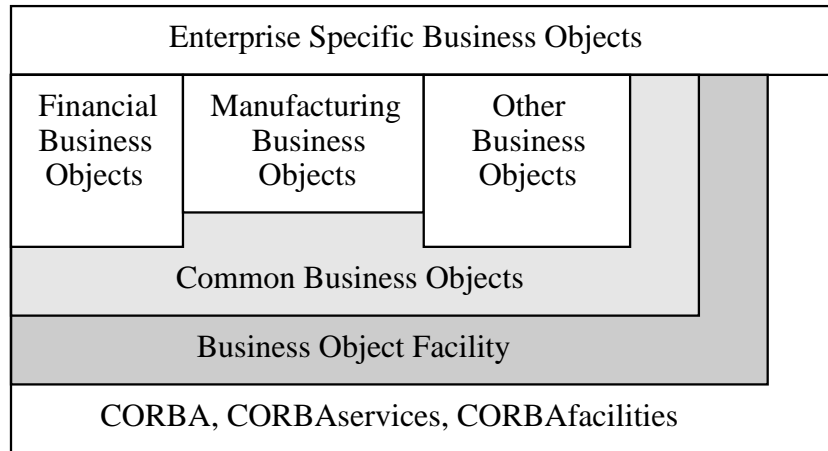 Enterprise Specific Business Objects
Financial
Business
Objects
Manufacturing
Business
Objects
Other
Business
Objects
Common Business Objects
Business Object Facility
CORBA, CORBAservices, CORBAfacilities